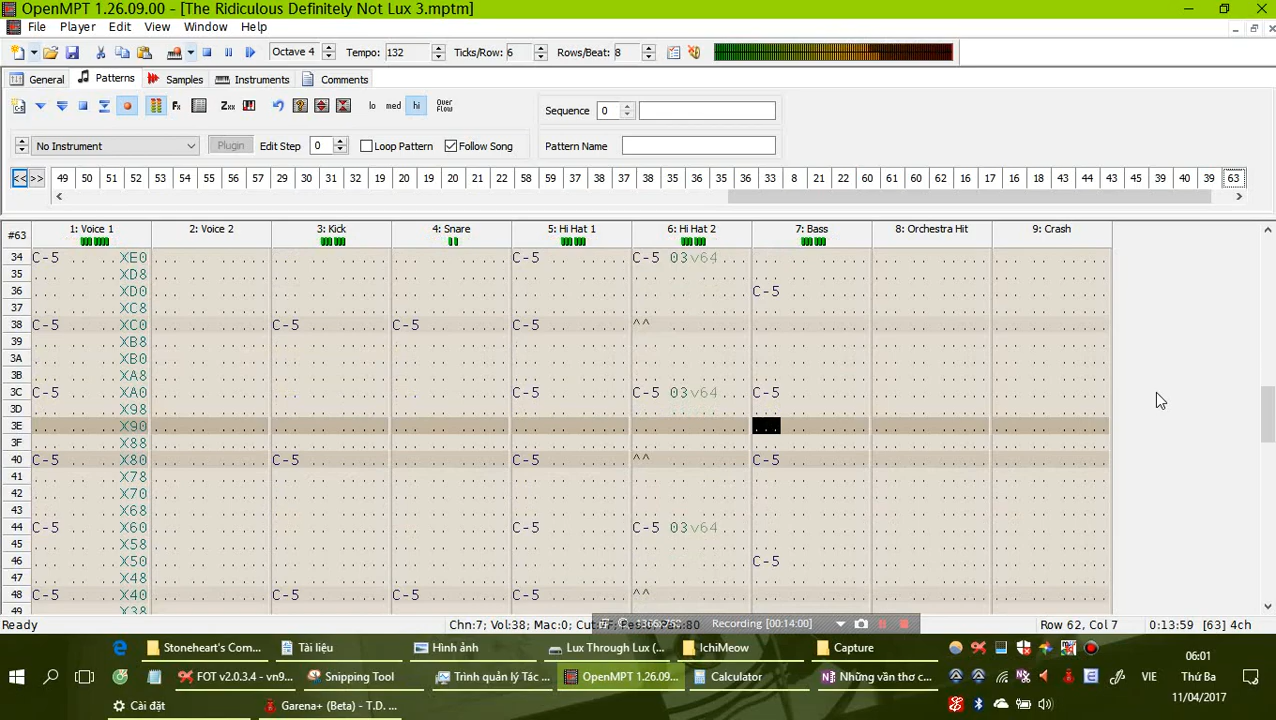 OpenMPT 1.26.09.00 - [The Ridiculous Definitely Not Lux 3.mptm]
File Player Edit View Window Help
Octave 4 Tempo: 132 Ticks/Row: 6 Rows/Beat: 8
General Patterns Samples Instruments Comments
Fx Zxx lo med hi Over Flow Sequence 0
No Instrument Plugin Edit Step 0 Loop Pattern Follow Song Pattern Name
<< >> 49 50 51 52 53 54 55 56 57 28 29 30 31 32 19 20 19 20 19 58 35 36 37 38 35 36 33 8 21 22 59 60 61 60 62 16 17 16 17 43 44 43 45 39 40 39 63
#63 1: Voice 1 2: Voice 2 3: Kick 4: Snare 5: Hi Hat 1 6: Hi Hat 2 7: Bass 8: Orchestra Hit 9: Crash
34 C-5 .. ... XE0 C-5 C-5 03v64
35 XD8
36 XD0 C-5
37 XC8
38 C-5 XC0 C-5 C-5 C-5 ^^
39 XB8
3A XB0
3B XA8
3C C-5 XA0 C-5 C-5 03v64 C-5
3D X98
3E X90
3F X88
40 C-5 X80 C-5 C-5 ^^ C-5
41 X78
42 X70
43 X68
44 C-5 X60 C-5 C-5 03v64
45 X58
46 X50 C-5
47 X48
48 C-5 X40 C-5 C-5 C-5 ^^
49 X38
Ready Chn:7; Vol:38; Mac:0; Recording [00:14:00] Row 62, Col 7 0:13:59 [63] 4ch
Stoneheart's Com... Tài liệu Hình ảnh Lux Through Lux (... IchiMeow Capture
FOT v2.0.3.4 - vn9... Snipping Tool Trình quản lý Tác ... OpenMPT 1.26.09... Calculator Những văn thơ c...
Cài đặt Garena+ (Beta) - T.D. ...
VIE
06:01
Thứ Ba
11/04/2017